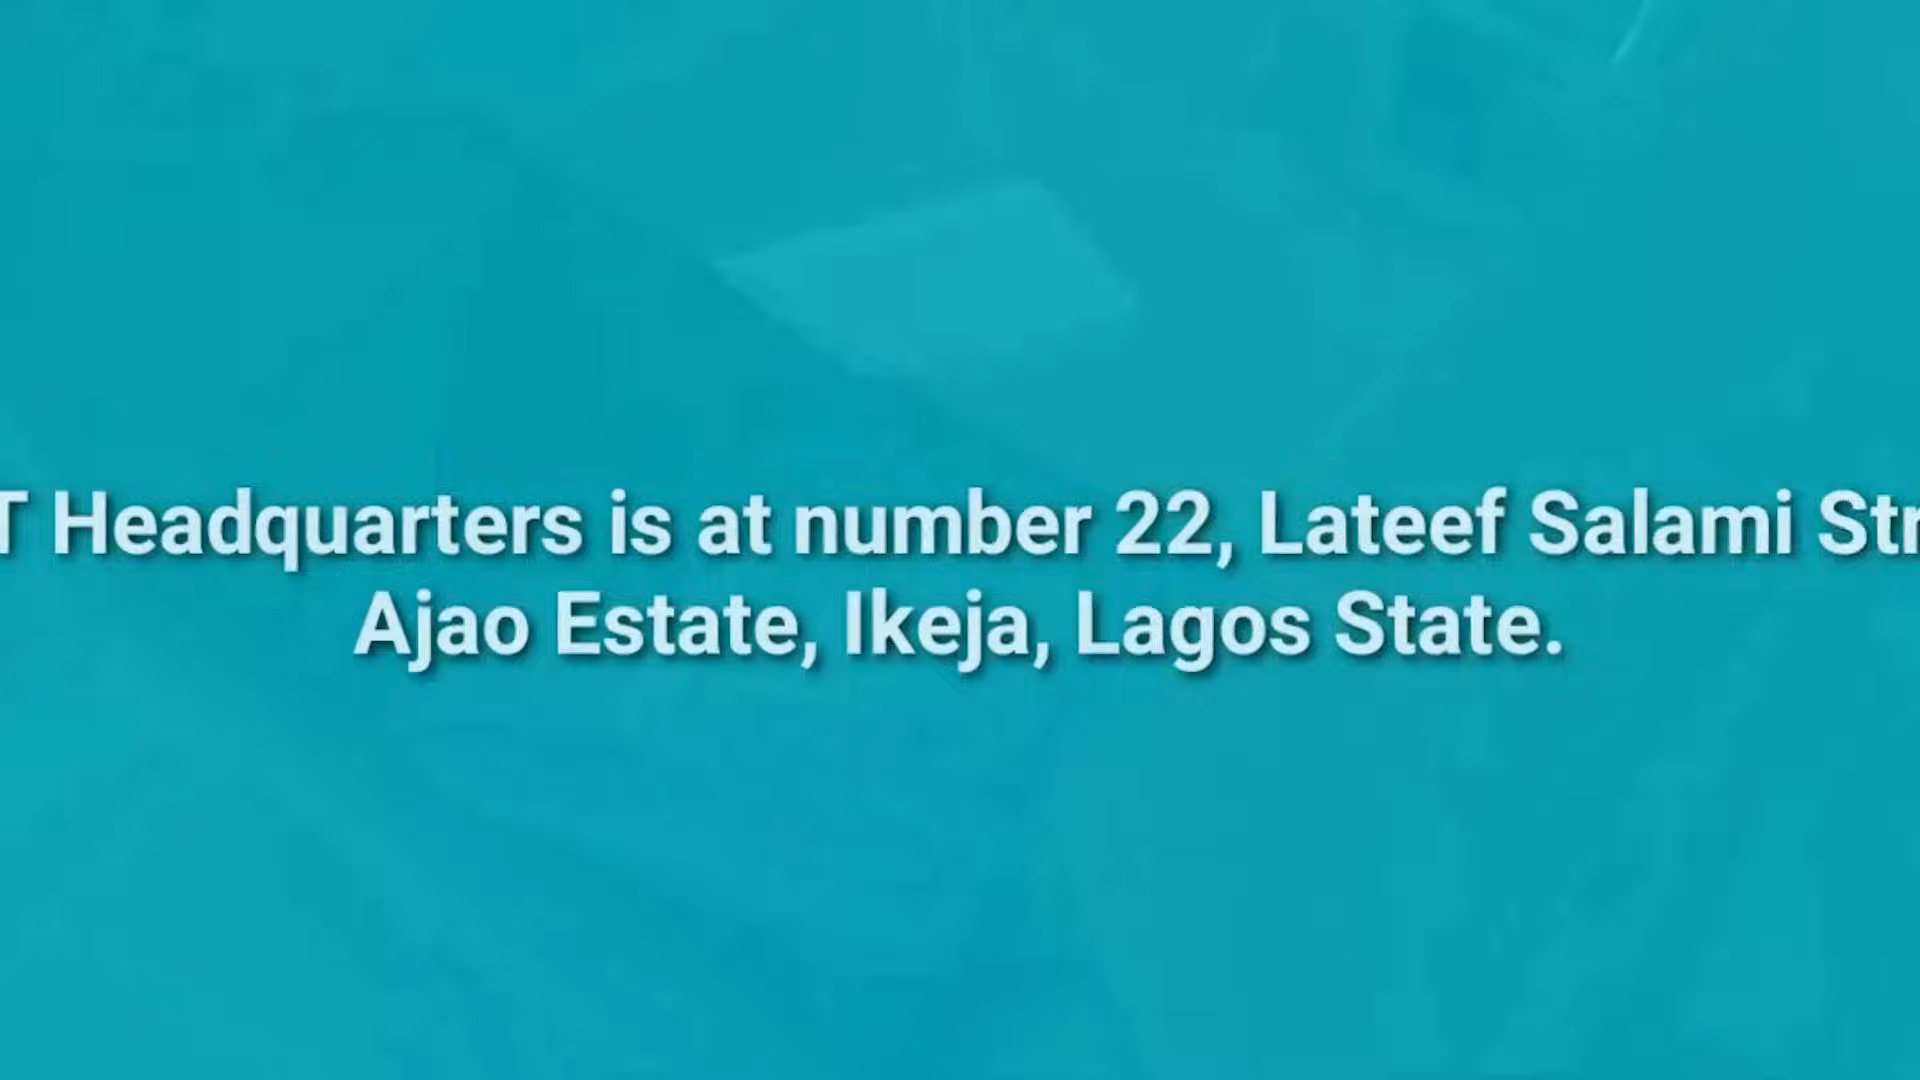 T Headquarters is at number 22, Lateef Salami Str
Ajao Estate, Ikeja, Lagos State.